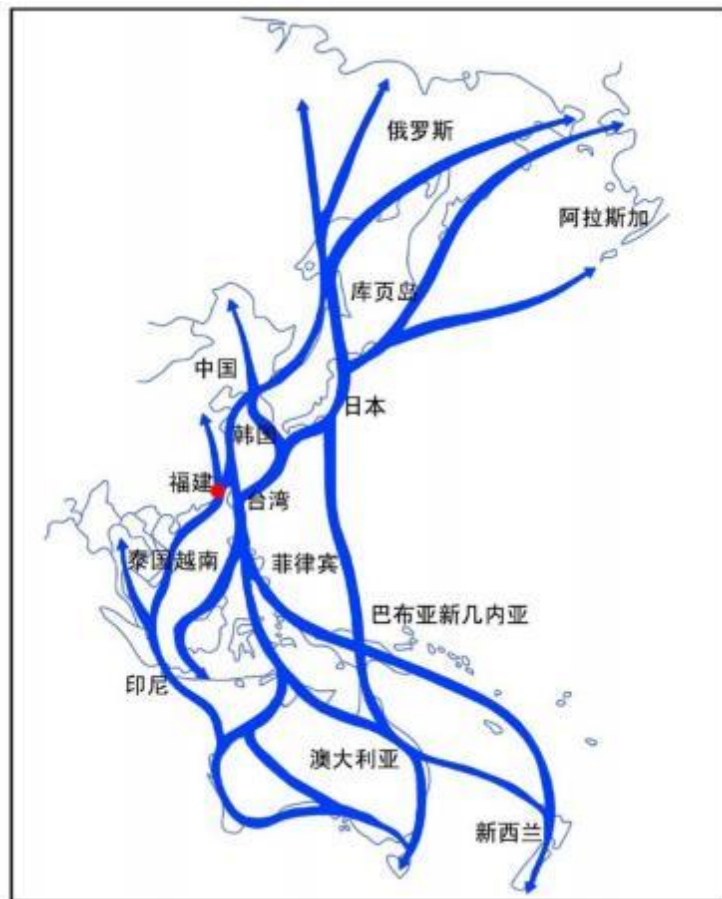 俄罗斯
阿拉斯加
库页岛
中国
日本
韩国
福建
台湾
泰国越南
菲律宾
巴布亚新几内亚
印尼
澳大利亚
新西兰